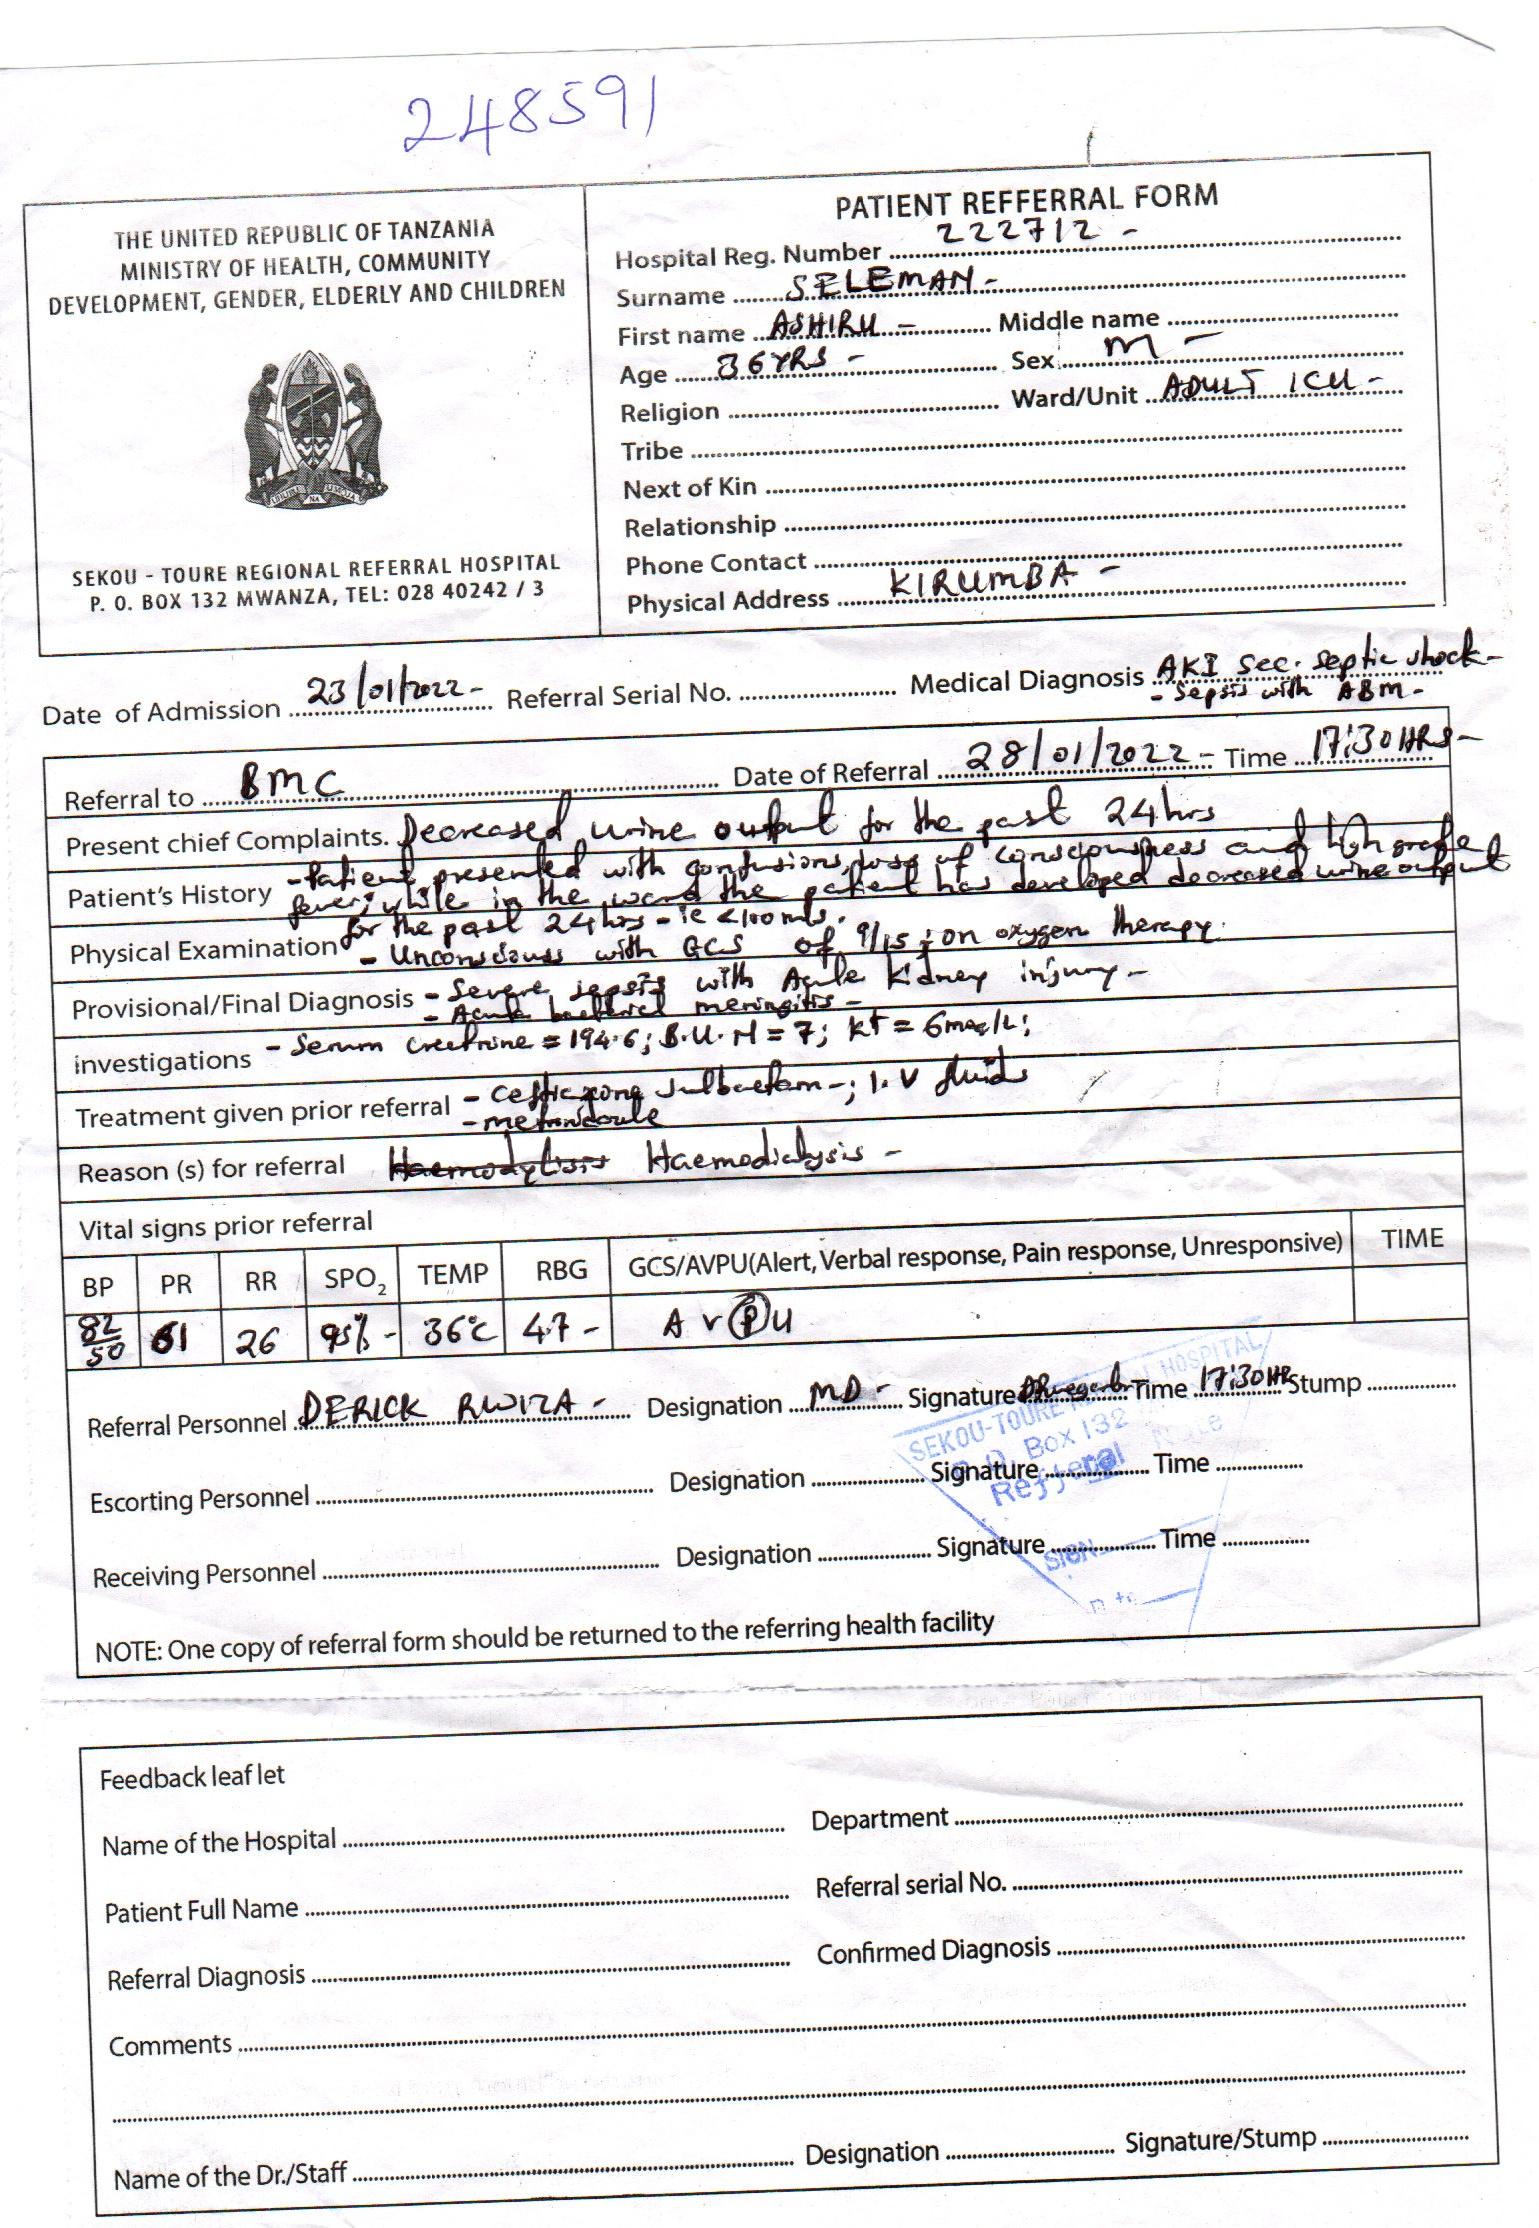 248591
THE UNITED REPUBLIC OF TANZANIA
MINISTRY OF HEALTH, COMMUNITY
DEVELOPMENT, GENDER, ELDERLY AND CHILDREN
UHURU NA UMOJA
SEKOU - TOURE REGIONAL REFERRAL HOSPITAL
P. O. BOX 132 MWANZA, TEL: 028 40242 / 3
PATIENT REFFERRAL FORM
Hospital Reg. Number 222712 -
Surname SELEMAN -
First name ASHIRU - Middle name
Age 36YRS - Sex M -
Religion Ward/Unit ADULT ICU -
Tribe
Next of Kin
Relationship
Phone Contact
Physical Address KIRUMBA -
Date of Admission 23/01/2022 - Referral Serial No. Medical Diagnosis AKI sec. septic shock -
- Sepsis with ABM -
Referral to BMC Date of Referral 28/01/2022 - Time 17:30HRS -
Present chief Complaints. Decreased urine output for the past 24hrs
Patient's History - Patient presented with confusions, loss of consciousness and high grade
fever; while in the ward the patient has developed decreased urine output
for the past 24hrs - ie <100mls.
Physical Examination - Unconscious with GCS of 9/15; on oxygen therapy.
Provisional/Final Diagnosis - Severe sepsis with Acute kidney injury -
- Acute bacterial meningitis -
investigations - Serum creetnine = 194.6; B.U.N = 7; K+ = 6meq/L;
Treatment given prior referral - Ceftriaxone sulbactam -; I.V fluids
- metronidazole
Reason (s) for referral Haemodylisis Haemodialysis -
Vital signs prior referral
BP PR RR SPO2 TEMP RBG GCS/AVPU(Alert, Verbal response, Pain response, Unresponsive) TIME
82/50 61 26 95% - 36°C 4.7 - A V P U
Referral Personnel DERICK RWIZA - Designation MD - Signature Time 17:30HR Stump
SEKOU-TOURE HOSPITAL
P. O. Box 132
Refferal Note
Escorting Personnel Designation Signature Time
Receiving Personnel Designation Signature Time
SIGN
NOTE: One copy of referral form should be returned to the referring health facility
Feedback leaf let
Name of the Hospital Department
Patient Full Name Referral serial No.
Referral Diagnosis Confirmed Diagnosis
Comments
Name of the Dr./Staff Designation Signature/Stump